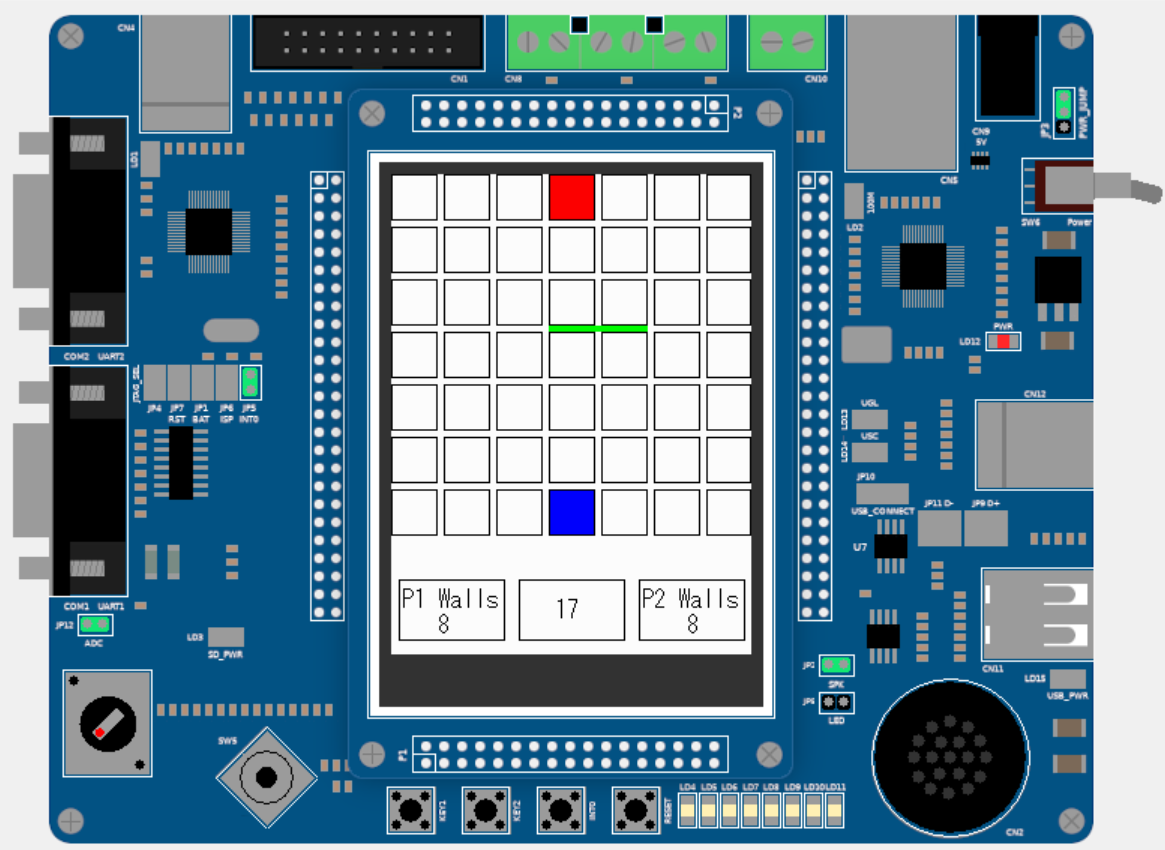 CN4
CN1
CN8
CN10
P2
PWR_JUMP
JP3
CN9
5V
LD1
CN5
100M
LD2
SW6 Power
PWR
LD12
COM2 UART2
JTAG_SEL
JP4 JP7 JP1 JP6 JP5
RST BAT ISP INT0
CN12
UGL
LD13
USC
LD14
JP10
USB_CONNECT
JP11 D- JP9 D+
U7
P1 Walls
8
17
P2 Walls
8
COM1 UART1
JP12
ADC
LD3
SD_PWR
JP2
SPK
JP6
LED
CN11
LD15
USB_PWR
SW5
P1
KEY1
KEY2
INT0
RESET
LD4 LD5 LD6 LD7 LD8 LD9 LD10 LD11
CN2